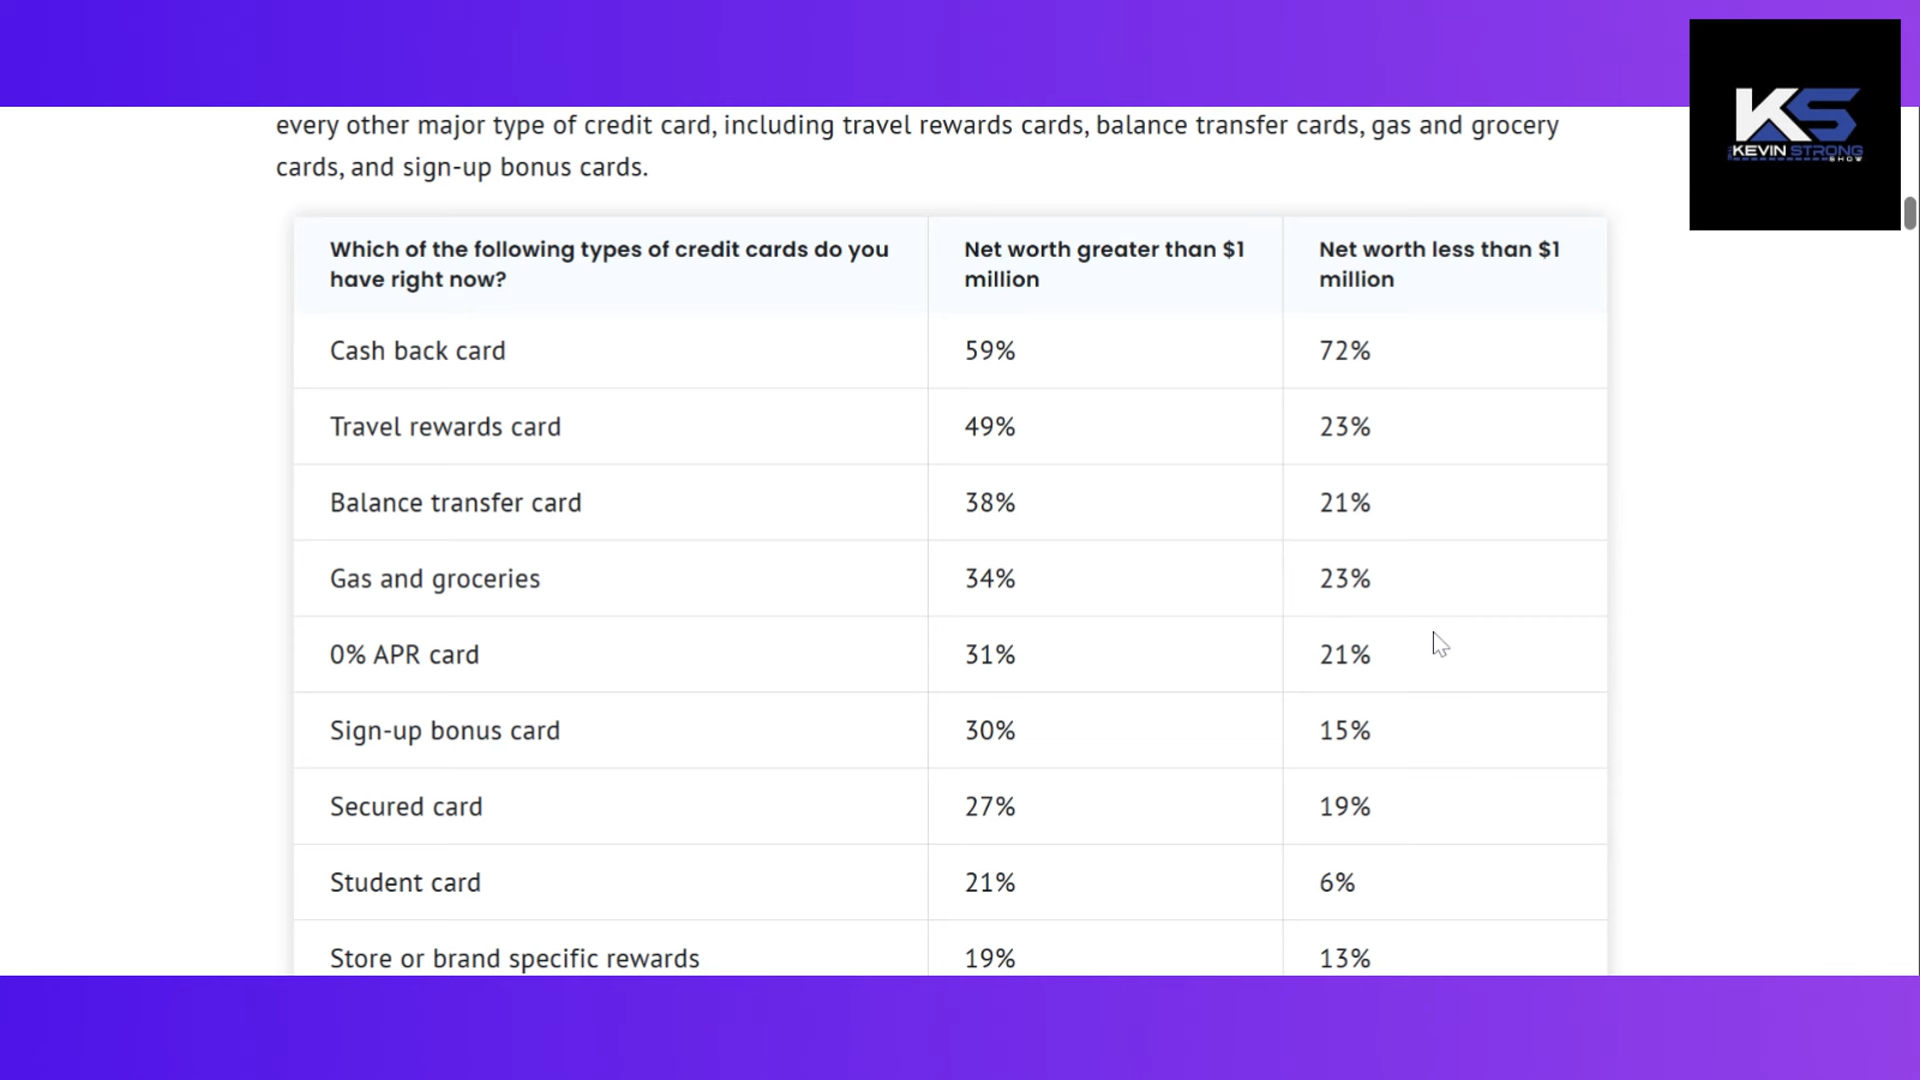 KS
THE KEVIN STRONG
SHOW
every other major type of credit card, including travel rewards cards, balance transfer cards, gas and grocery
cards, and sign-up bonus cards.
Which of the following types of credit cards do you
have right now?
Net worth greater than $1
million
Net worth less than $1
million
Cash back card 59% 72%
Travel rewards card 49% 23%
Balance transfer card 38% 21%
Gas and groceries 34% 23%
0% APR card 31% 21%
Sign-up bonus card 30% 15%
Secured card 27% 19%
Student card 21% 6%
Store or brand specific rewards 19% 13%